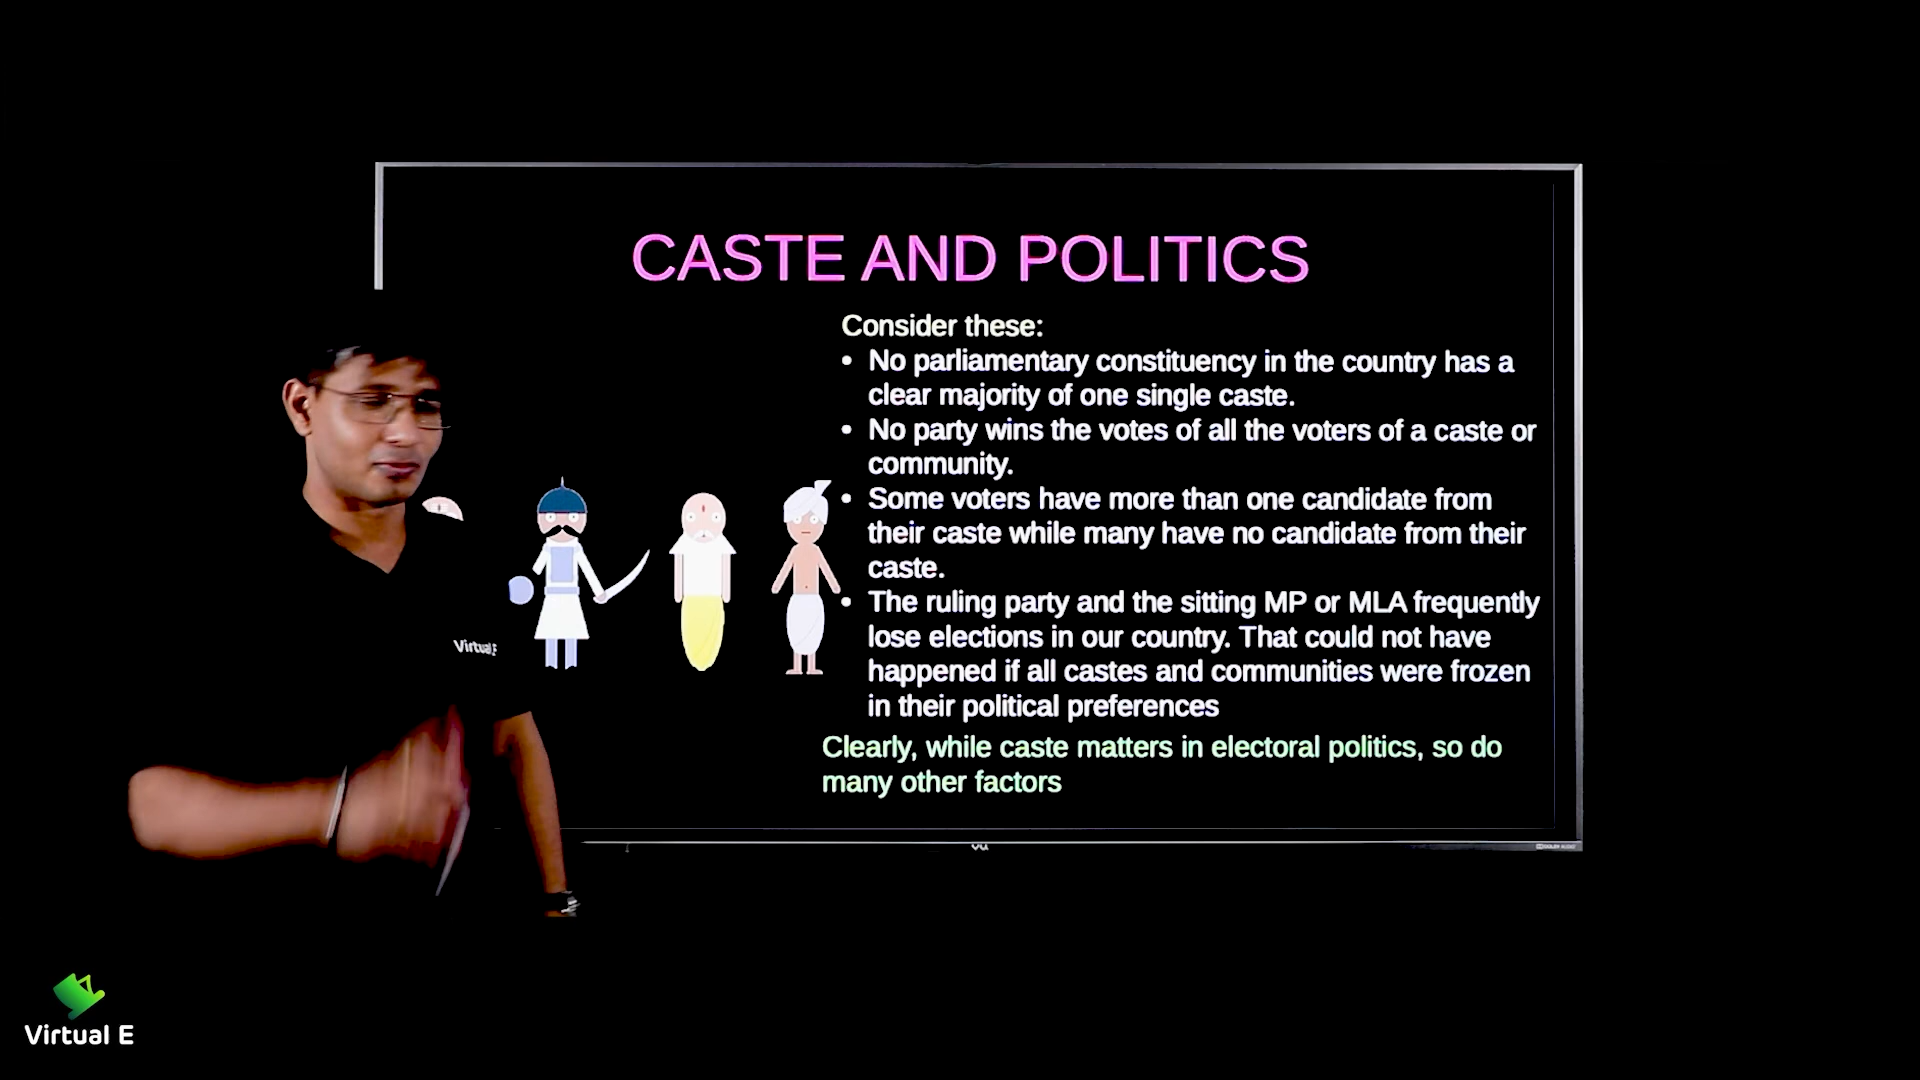 CASTE AND POLITICS
Consider these:
• No parliamentary constituency in the country has a
clear majority of one single caste.
• No party wins the votes of all the voters of a caste or
community.
• Some voters have more than one candidate from
their caste while many have no candidate from their
caste.
• The ruling party and the sitting MP or MLA frequently
lose elections in our country. That could not have
happened if all castes and communities were frozen
in their political preferences
Clearly, while caste matters in electoral politics, so do
many other factors
Virtual E
vu
DOLBY AUDIO
Virtual E